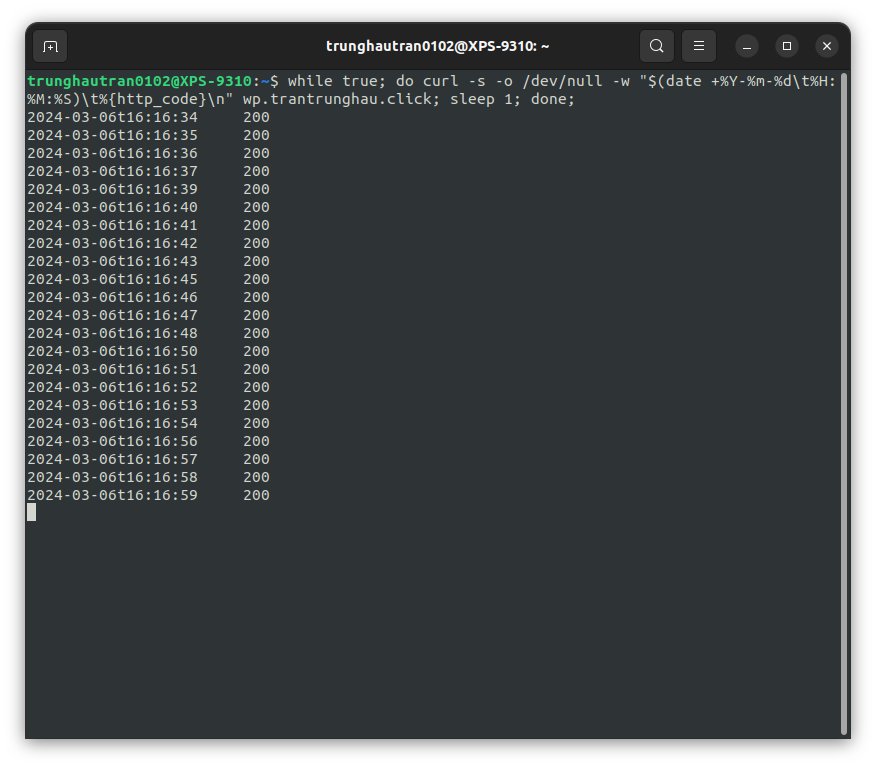 trunghautran0102@XPS-9310: ~
trunghautran0102@XPS-9310:~$ while true; do curl -s -o /dev/null -w "$(date +%Y-%m-%d\t%H:
%M:%S)\t%{http_code}\n" wp.trantrunghau.click; sleep 1; done;
2024-03-06t16:16:34 200
2024-03-06t16:16:35 200
2024-03-06t16:16:36 200
2024-03-06t16:16:37 200
2024-03-06t16:16:39 200
2024-03-06t16:16:40 200
2024-03-06t16:16:41 200
2024-03-06t16:16:42 200
2024-03-06t16:16:43 200
2024-03-06t16:16:45 200
2024-03-06t16:16:46 200
2024-03-06t16:16:47 200
2024-03-06t16:16:48 200
2024-03-06t16:16:50 200
2024-03-06t16:16:51 200
2024-03-06t16:16:52 200
2024-03-06t16:16:53 200
2024-03-06t16:16:54 200
2024-03-06t16:16:56 200
2024-03-06t16:16:57 200
2024-03-06t16:16:58 200
2024-03-06t16:16:59 200